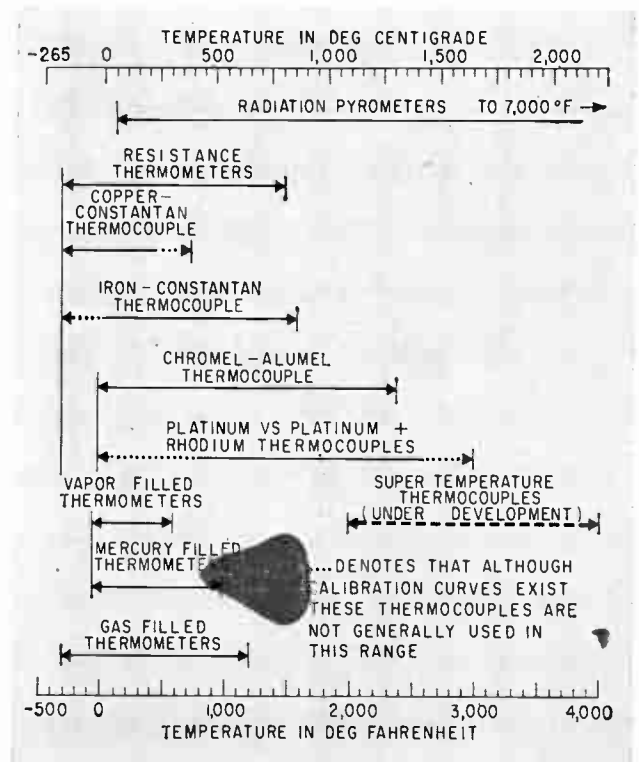 TEMPERATURE IN DEG CENTIGRADE
-265 0 500 1,000 1,500 2,000
RADIATION PYROMETERS TO 7,000 °F
RESISTANCE
THERMOMETERS
COPPER-
CONSTANTAN
THERMOCOUPLE
IRON-CONSTANTAN
THERMOCOUPLE
CHROMEL-ALUMEL
THERMOCOUPLE
PLATINUM VS PLATINUM +
RHODIUM THERMOCOUPLES
VAPOR FILLED
THERMOMETERS
SUPER TEMPERATURE
THERMOCOUPLES
(UNDER DEVELOPMENT)
MERCURY FILLED
...DENOTES THAT ALTHOUGH
CURVES EXIST
THESE THERMOCOUPLES ARE
NOT GENERALLY USED IN
THIS RANGE
GAS FILLED
THERMOMETERS
-500 0 1,000 2,000 3,000 4,000
TEMPERATURE IN DEG FAHRENHEIT